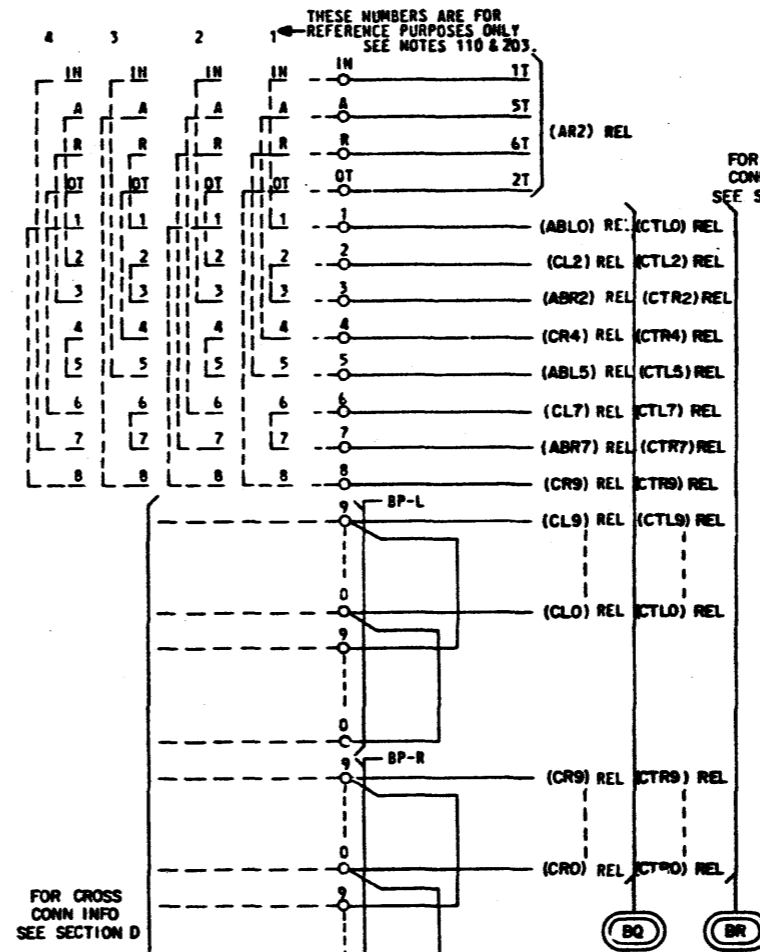 THESE NUMBERS ARE FOR
REFERENCE PURPOSES ONLY
SEE NOTES 110 & 203.
4 3 2 1
IN IN IN IN IN 1T
A A A A A 5T
R R R R R 6T
OT OT OT OT OT 2T
(AR2) REL
FOR
CON
SEE S
1 1 1 1 1 (ABL0) RE (CTL0) REL
2 2 2 2 2 (CL2) REL (CTL2) REL
3 3 3 3 3 (ABR2) REL (CTR2) REL
4 4 4 4 4 (CR4) REL (CTR4) REL
5 5 5 5 5 (ABL5) REL (CTL5) REL
6 6 6 6 6 (CL7) REL (CTL7) REL
7 7 7 7 7 (ABR7) REL (CTR7) REL
8 8 8 8 8 (CR9) REL (CTR9) REL
BP-L
9 (CL9) REL (CTL9) REL
0 (CL0) REL (CTL0) REL
9
0
BP-R
9 (CR9) REL (CTR9) REL
0 (CR0) REL (CTR0) REL
9
FOR CROSS
CONN INFO
SEE SECTION D
BQ BR